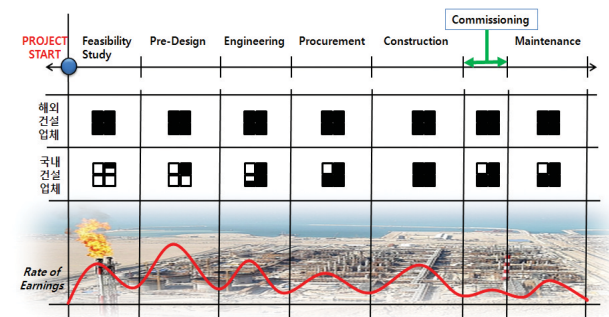 Commissioning
PROJECT
START
Feasibility
Study
Pre-Design
Engineering
Procurement
Construction
Maintenance
해외
건설
업체
국내
건설
업체
Rate of
Earnings